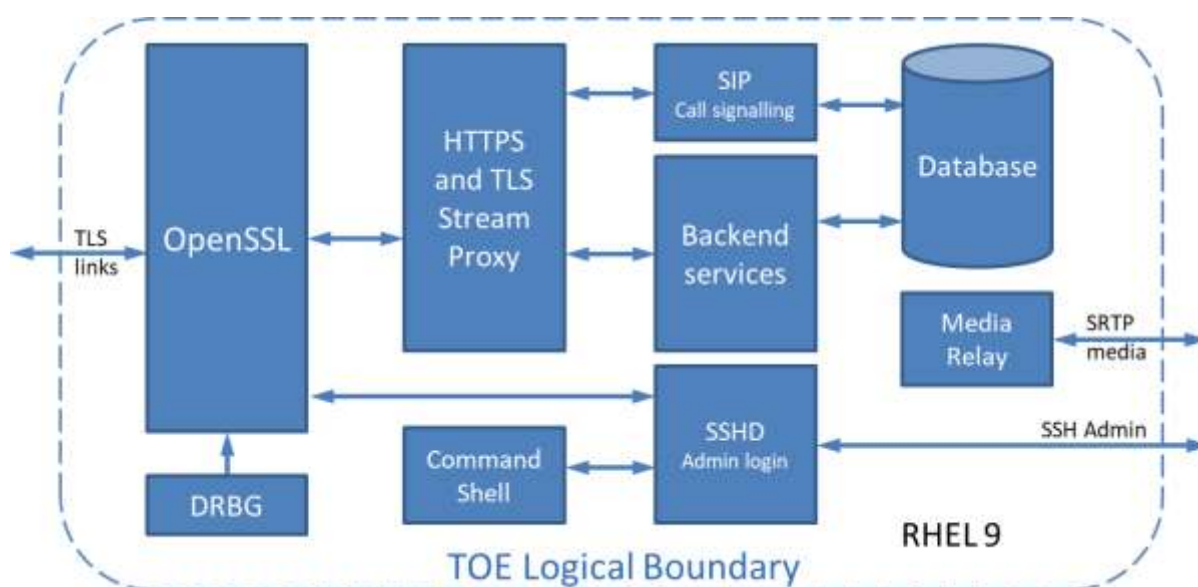 TLS
links
OpenSSL
DRBG
HTTPS
and TLS
Stream
Proxy
Command
Shell
SIP
Call signalling
Backend
services
SSHD
Admin login
Database
Media
Relay
SRTP
media
SSH Admin
RHEL 9
TOE Logical Boundary